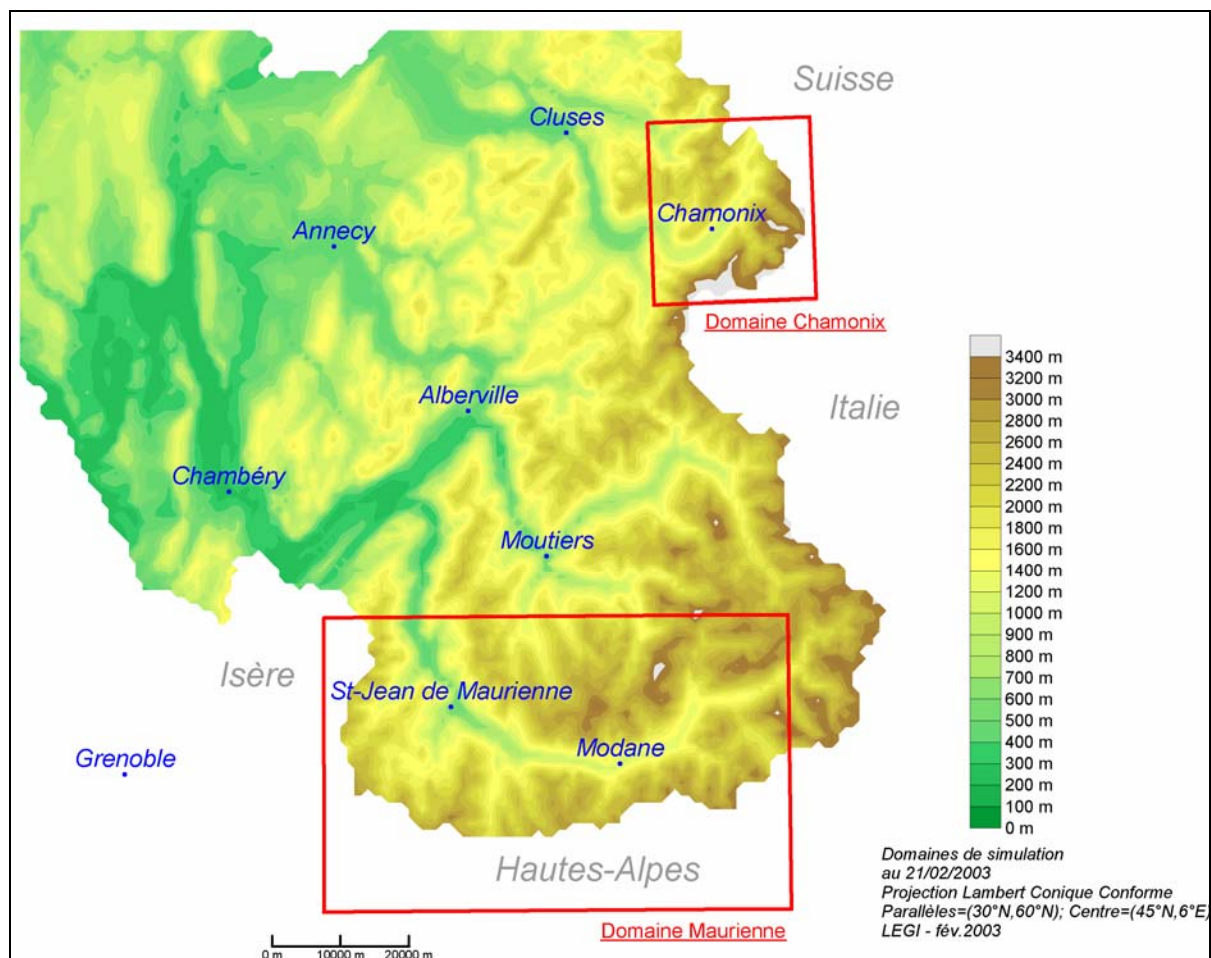 Suisse
Cluses
Chamonix
Annecy
Domaine Chamonix
Alberville
Italie
Chambéry
Moutiers
Isère
St-Jean de Maurienne
Modane
Grenoble
Hautes-Alpes
Domaine Maurienne
3400 m
3200 m
3000 m
2800 m
2600 m
2400 m
2200 m
2000 m
1800 m
1600 m
1400 m
1200 m
1000 m
900 m
800 m
700 m
600 m
500 m
400 m
300 m
200 m
100 m
0 m
Domaines de simulation
au 21/02/2003
Projection Lambert Conique Conforme
Parallèles=(30°N,60°N); Centre=(45°N,6°E)
LEGI - fév.2003
0 m 10000 m 20000 m